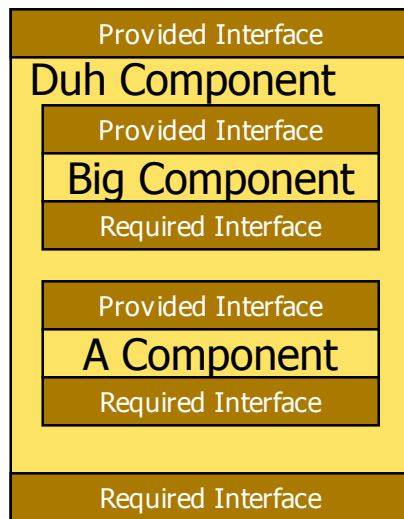 Provided Interface
Duh Component
Provided Interface
Big Component
Required Interface
Provided Interface
A Component
Required Interface
Required Interface